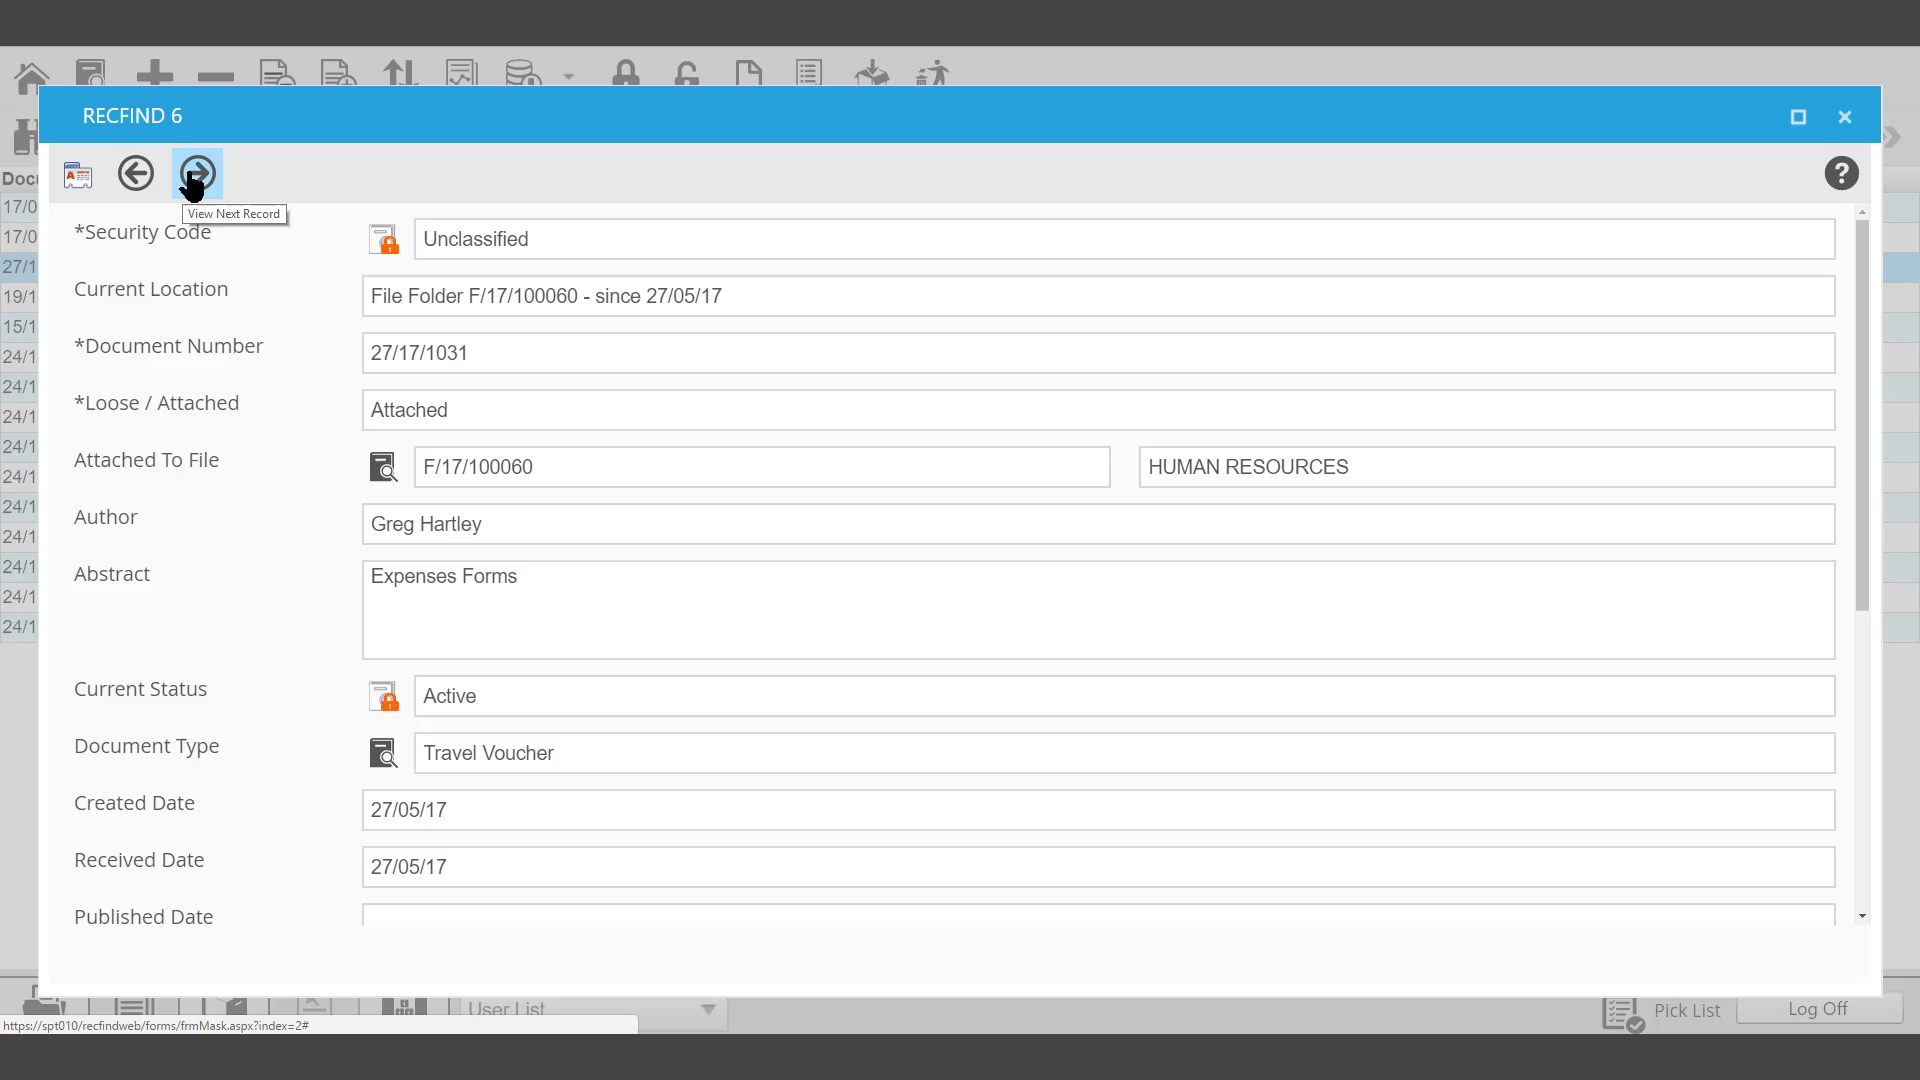 RECFIND 6
View Next Record
*Security Code
Unclassified
Current Location
File Folder F/17/100060 - since 27/05/17
*Document Number
27/17/1031
*Loose / Attached
Attached
Attached To File
F/17/100060
HUMAN RESOURCES
Author
Greg Hartley
Abstract
Expenses Forms
Current Status
Active
Document Type
Travel Voucher
Created Date
27/05/17
Received Date
27/05/17
Published Date
17/0
17/0
27/1
19/1
15/1
24/1
24/1
24/1
24/1
24/1
24/1
24/1
24/1
24/1
24/1
User List
Pick List
Log Off
https://spt010/recfindweb/forms/frmMask.aspx?index=2#